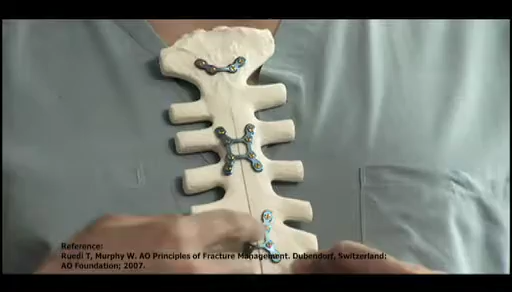 Reference:
Ruedi T, Murphy W. AO Principles of Fracture Management. Dubendorf, Switzerland:
AO Foundation; 2007.